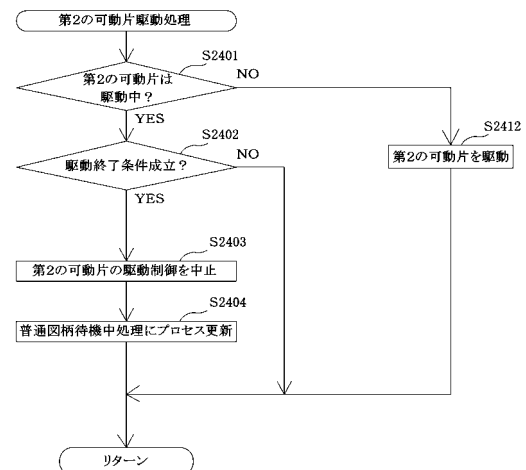 第2の可動片駆動処理
S2401
第2の可動片は
駆動中？
NO
YES
S2402
駆動終了条件成立？
NO
YES
S2412
第2の可動片を駆動
S2403
第2の可動片の駆動制御を中止
S2404
普通図柄待機中処理にプロセス更新
リターン